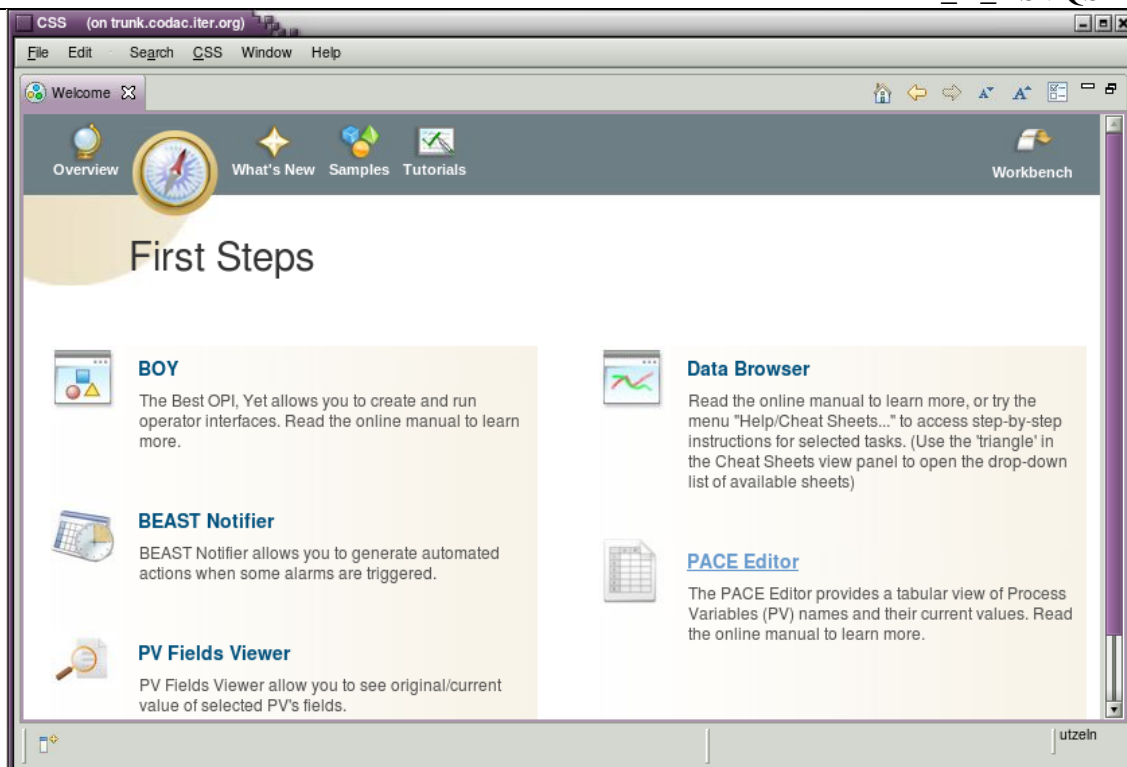 CSS (on trunk.codac.iter.org)
File Edit Search CSS Window Help
Welcome
Overview What's New Samples Tutorials Workbench
First Steps
BOY
The Best OPI, Yet allows you to create and run
operator interfaces. Read the online manual to learn
more.
BEAST Notifier
BEAST Notifier allows you to generate automated
actions when some alarms are triggered.
PV Fields Viewer
PV Fields Viewer allow you to see original/current
value of selected PV's fields.
Data Browser
Read the online manual to learn more, or try the
menu "Help/Cheat Sheets..." to access step-by-step
instructions for selected tasks. (Use the 'triangle' in
the Cheat Sheets view panel to open the drop-down
list of available sheets)
PACE Editor
The PACE Editor provides a tabular view of Process
Variables (PV) names and their current values. Read
the online manual to learn more.
utzeln